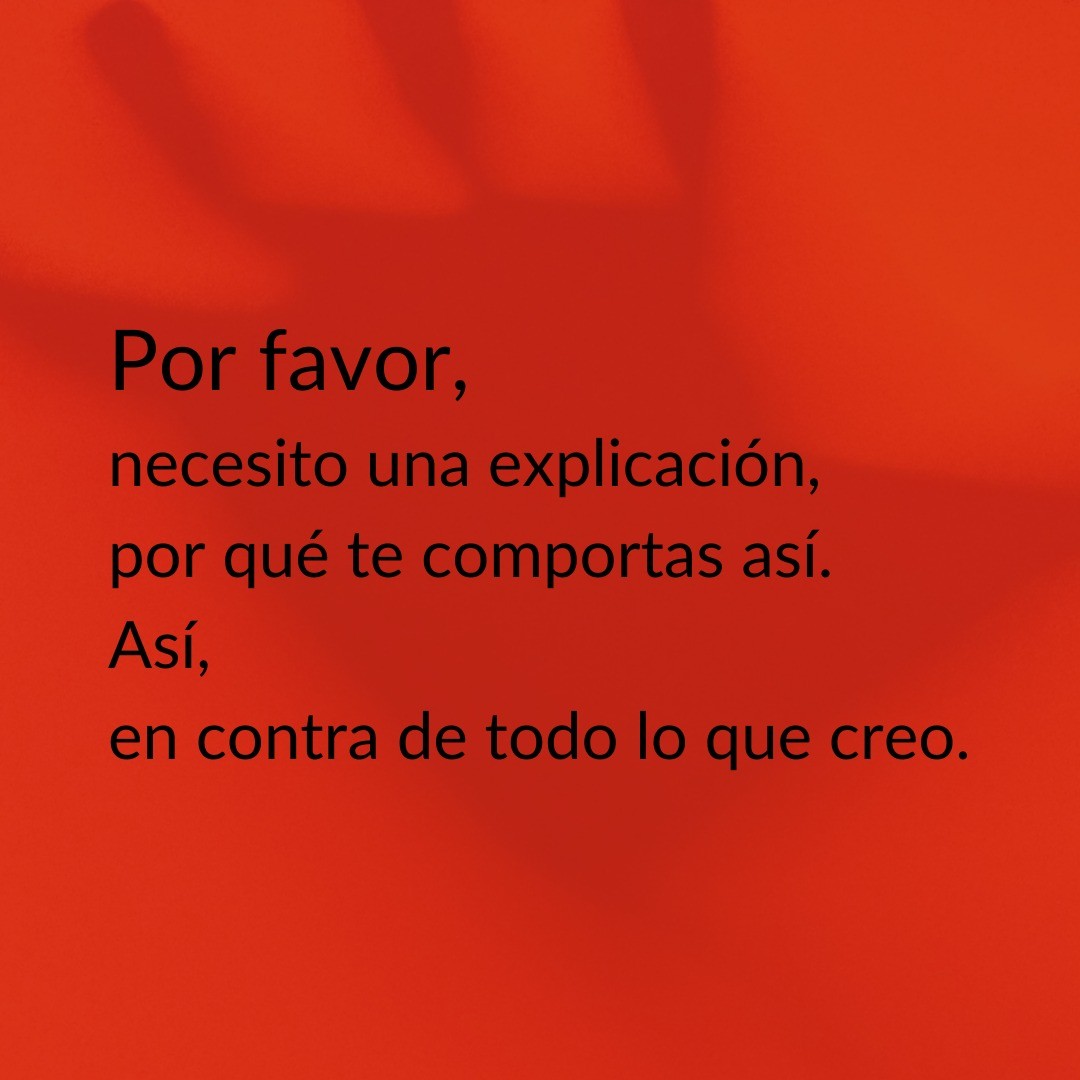 Por favor,
necesito una explicación,
por qué te comportas así.
Así,
en contra de todo lo que creo.